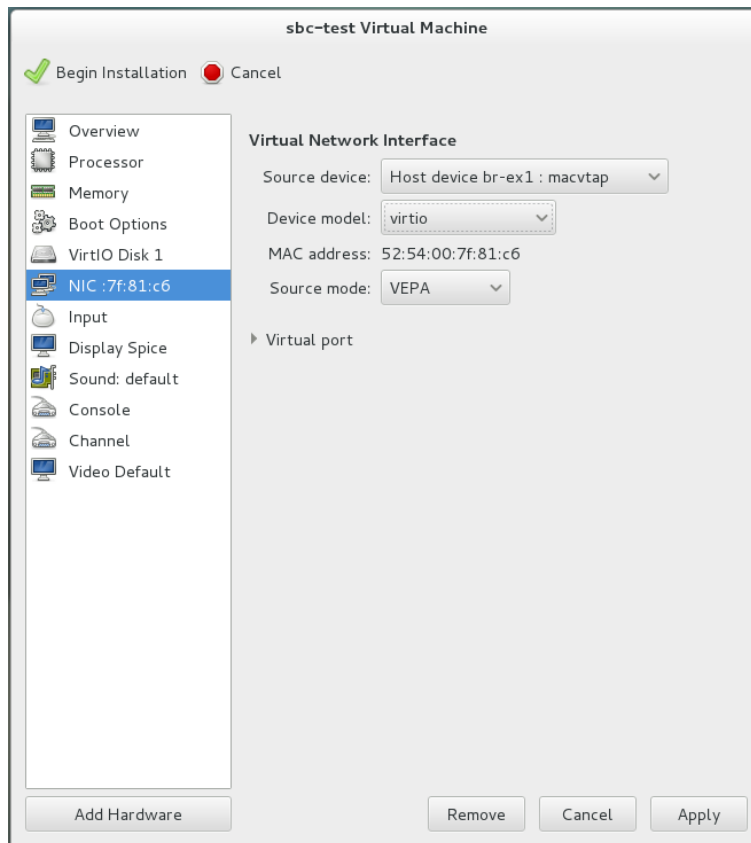 sbc-test Virtual Machine
Begin Installation Cancel
Overview
Processor
Memory
Boot Options
VirtIO Disk 1
NIC :7f:81:c6
Input
Display Spice
Sound: default
Console
Channel
Video Default
Virtual Network Interface
Source device: Host device br-ex1 : macvtap
Device model: virtio
MAC address: 52:54:00:7f:81:c6
Source mode: VEPA
Virtual port
Add Hardware Remove Cancel Apply